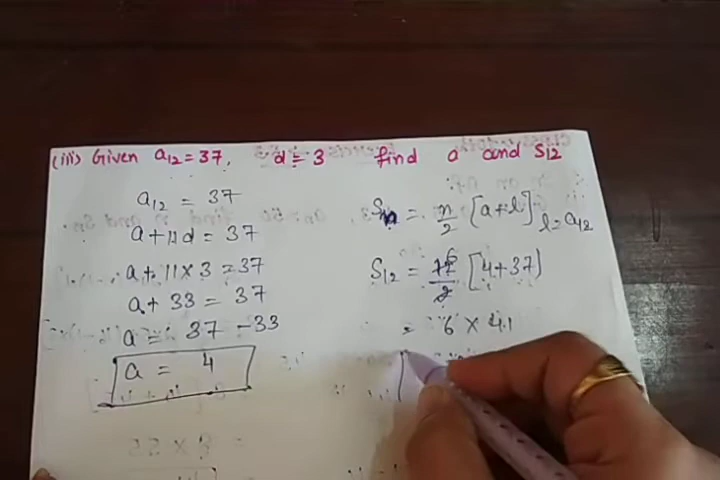 (iii) Given a₁₂ = 37, d = 3 find a and S₁₂
a₁₂ = 37
a + 11d = 37
a + 11 × 3 = 37
a + 33 = 37
a = 37 - 33
a = 4
Sₙ = n/2 [a + l] l = a₁₂
S₁₂ = 12/2 6 [4 + 37]
= 6 × 41